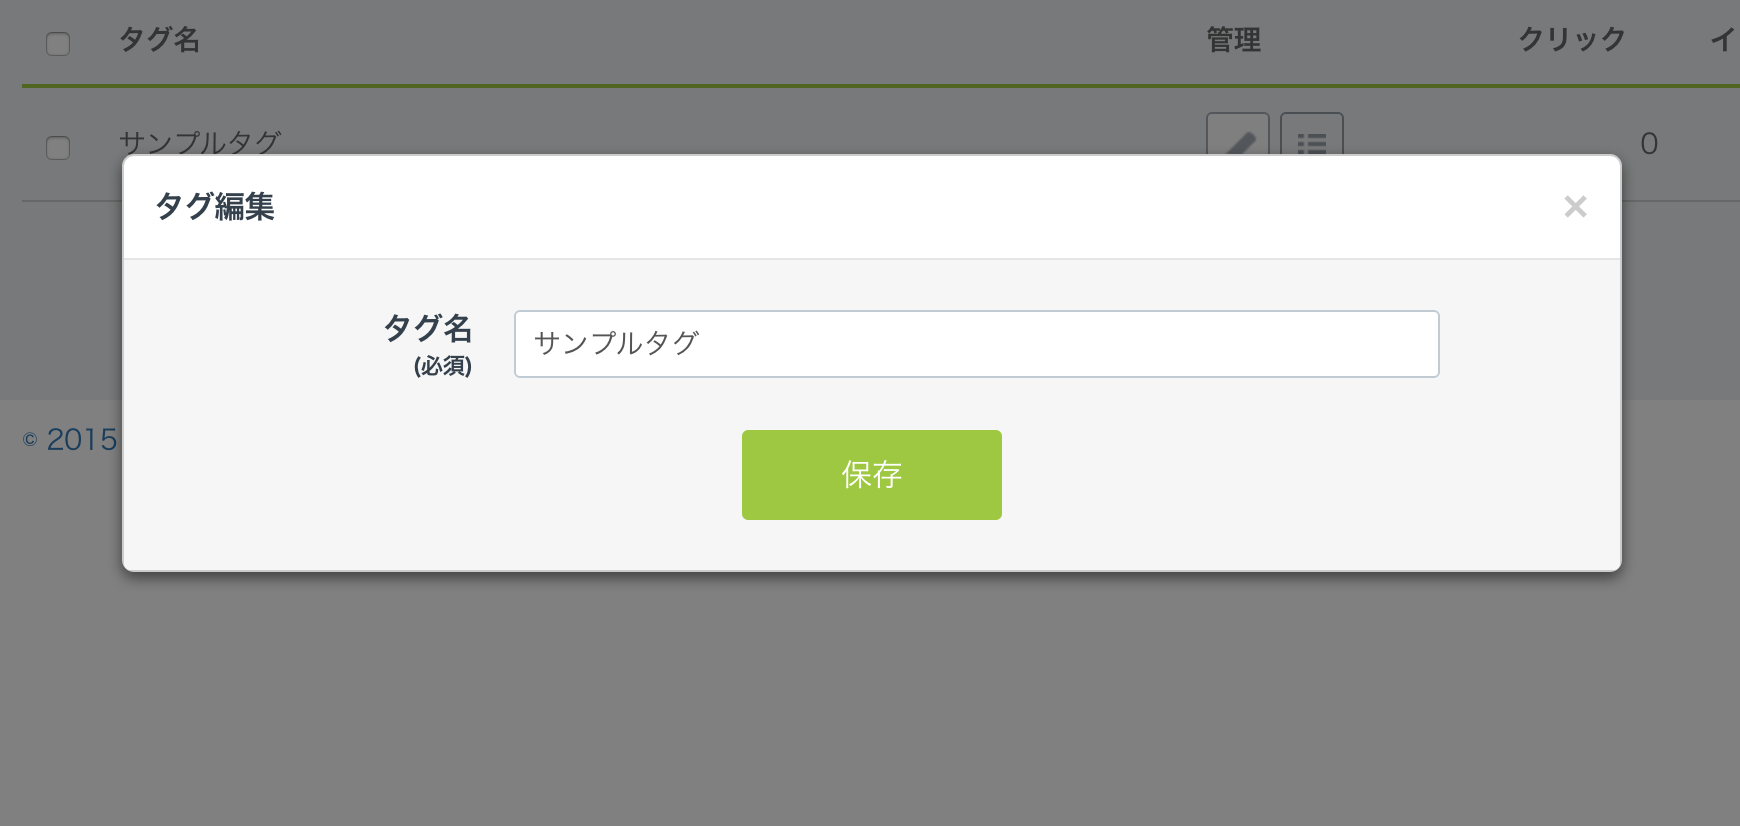 タグ名 管理 クリック イ
サンプルタグ 0
タグ編集
タグ名 サンプルタグ
(必須)
保存
© 2015